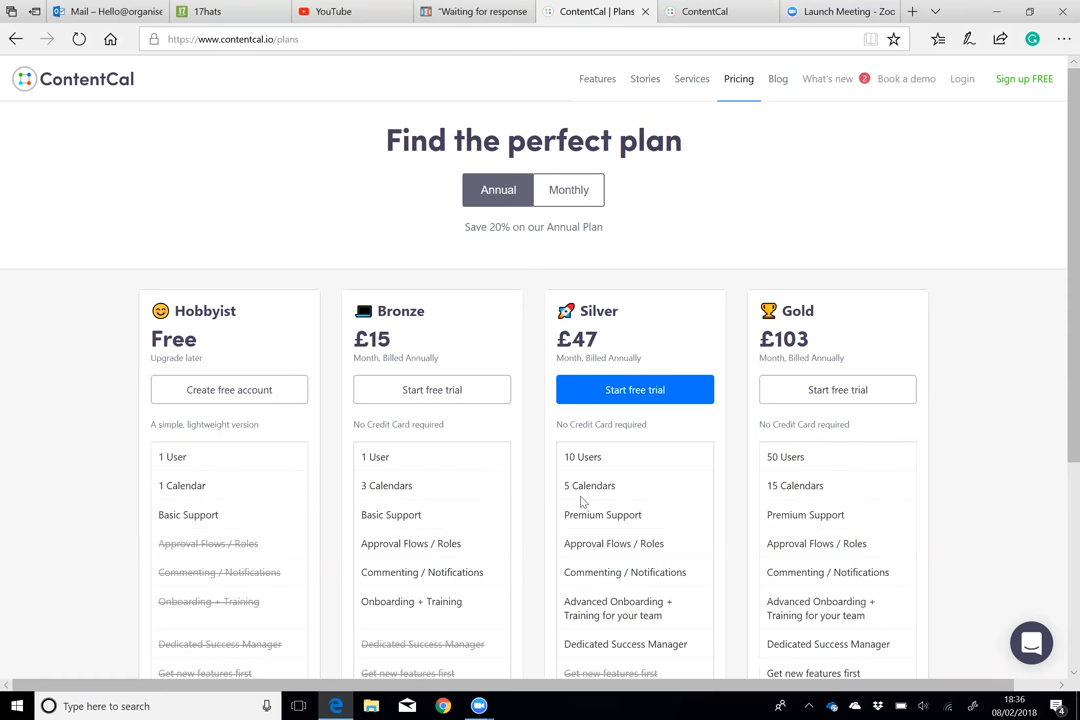 Mail – Hello@organise
17hats
YouTube
"Waiting for response
ContentCal | Plans
ContentCal
Launch Meeting - Zoo
https://www.contentcal.io/plans
ContentCal
Features
Stories
Services
Pricing
Blog
What's new 2
Book a demo
Login
Sign up FREE
Find the perfect plan
Annual
Monthly
Save 20% on our Annual Plan
Hobbyist
Free
Upgrade later
Create free account
A simple, lightweight version
1 User
1 Calendar
Basic Support
Approval Flows / Roles
Commenting / Notifications
Onboarding + Training
Dedicated Success Manager
Get new features first
Bronze
£15
Month, Billed Annually
Start free trial
No Credit Card required
1 User
3 Calendars
Basic Support
Approval Flows / Roles
Commenting / Notifications
Onboarding + Training
Dedicated Success Manager
Get new features first
Silver
£47
Month, Billed Annually
Start free trial
No Credit Card required
10 Users
5 Calendars
Premium Support
Approval Flows / Roles
Commenting / Notifications
Advanced Onboarding +
Training for your team
Dedicated Success Manager
Get new features first
Gold
£103
Month, Billed Annually
Start free trial
No Credit Card required
50 Users
15 Calendars
Premium Support
Approval Flows / Roles
Commenting / Notifications
Advanced Onboarding +
Training for your team
Dedicated Success Manager
Get new features first
Type here to search
18:36
08/02/2018
4